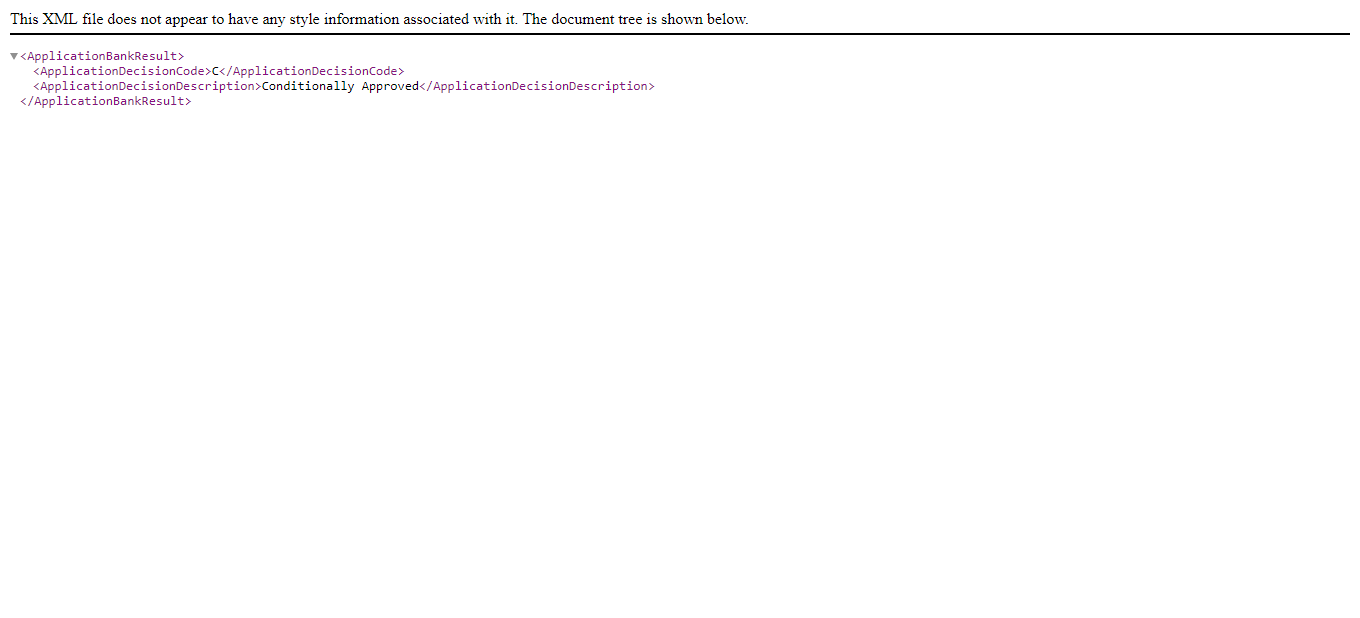 This XML file does not appear to have any style information associated with it. The document tree is shown below.
▼<ApplicationBankResult>
<ApplicationDecisionCode>C</ApplicationDecisionCode>
<ApplicationDecisionDescription>Conditionally Approved</ApplicationDecisionDescription>
</ApplicationBankResult>